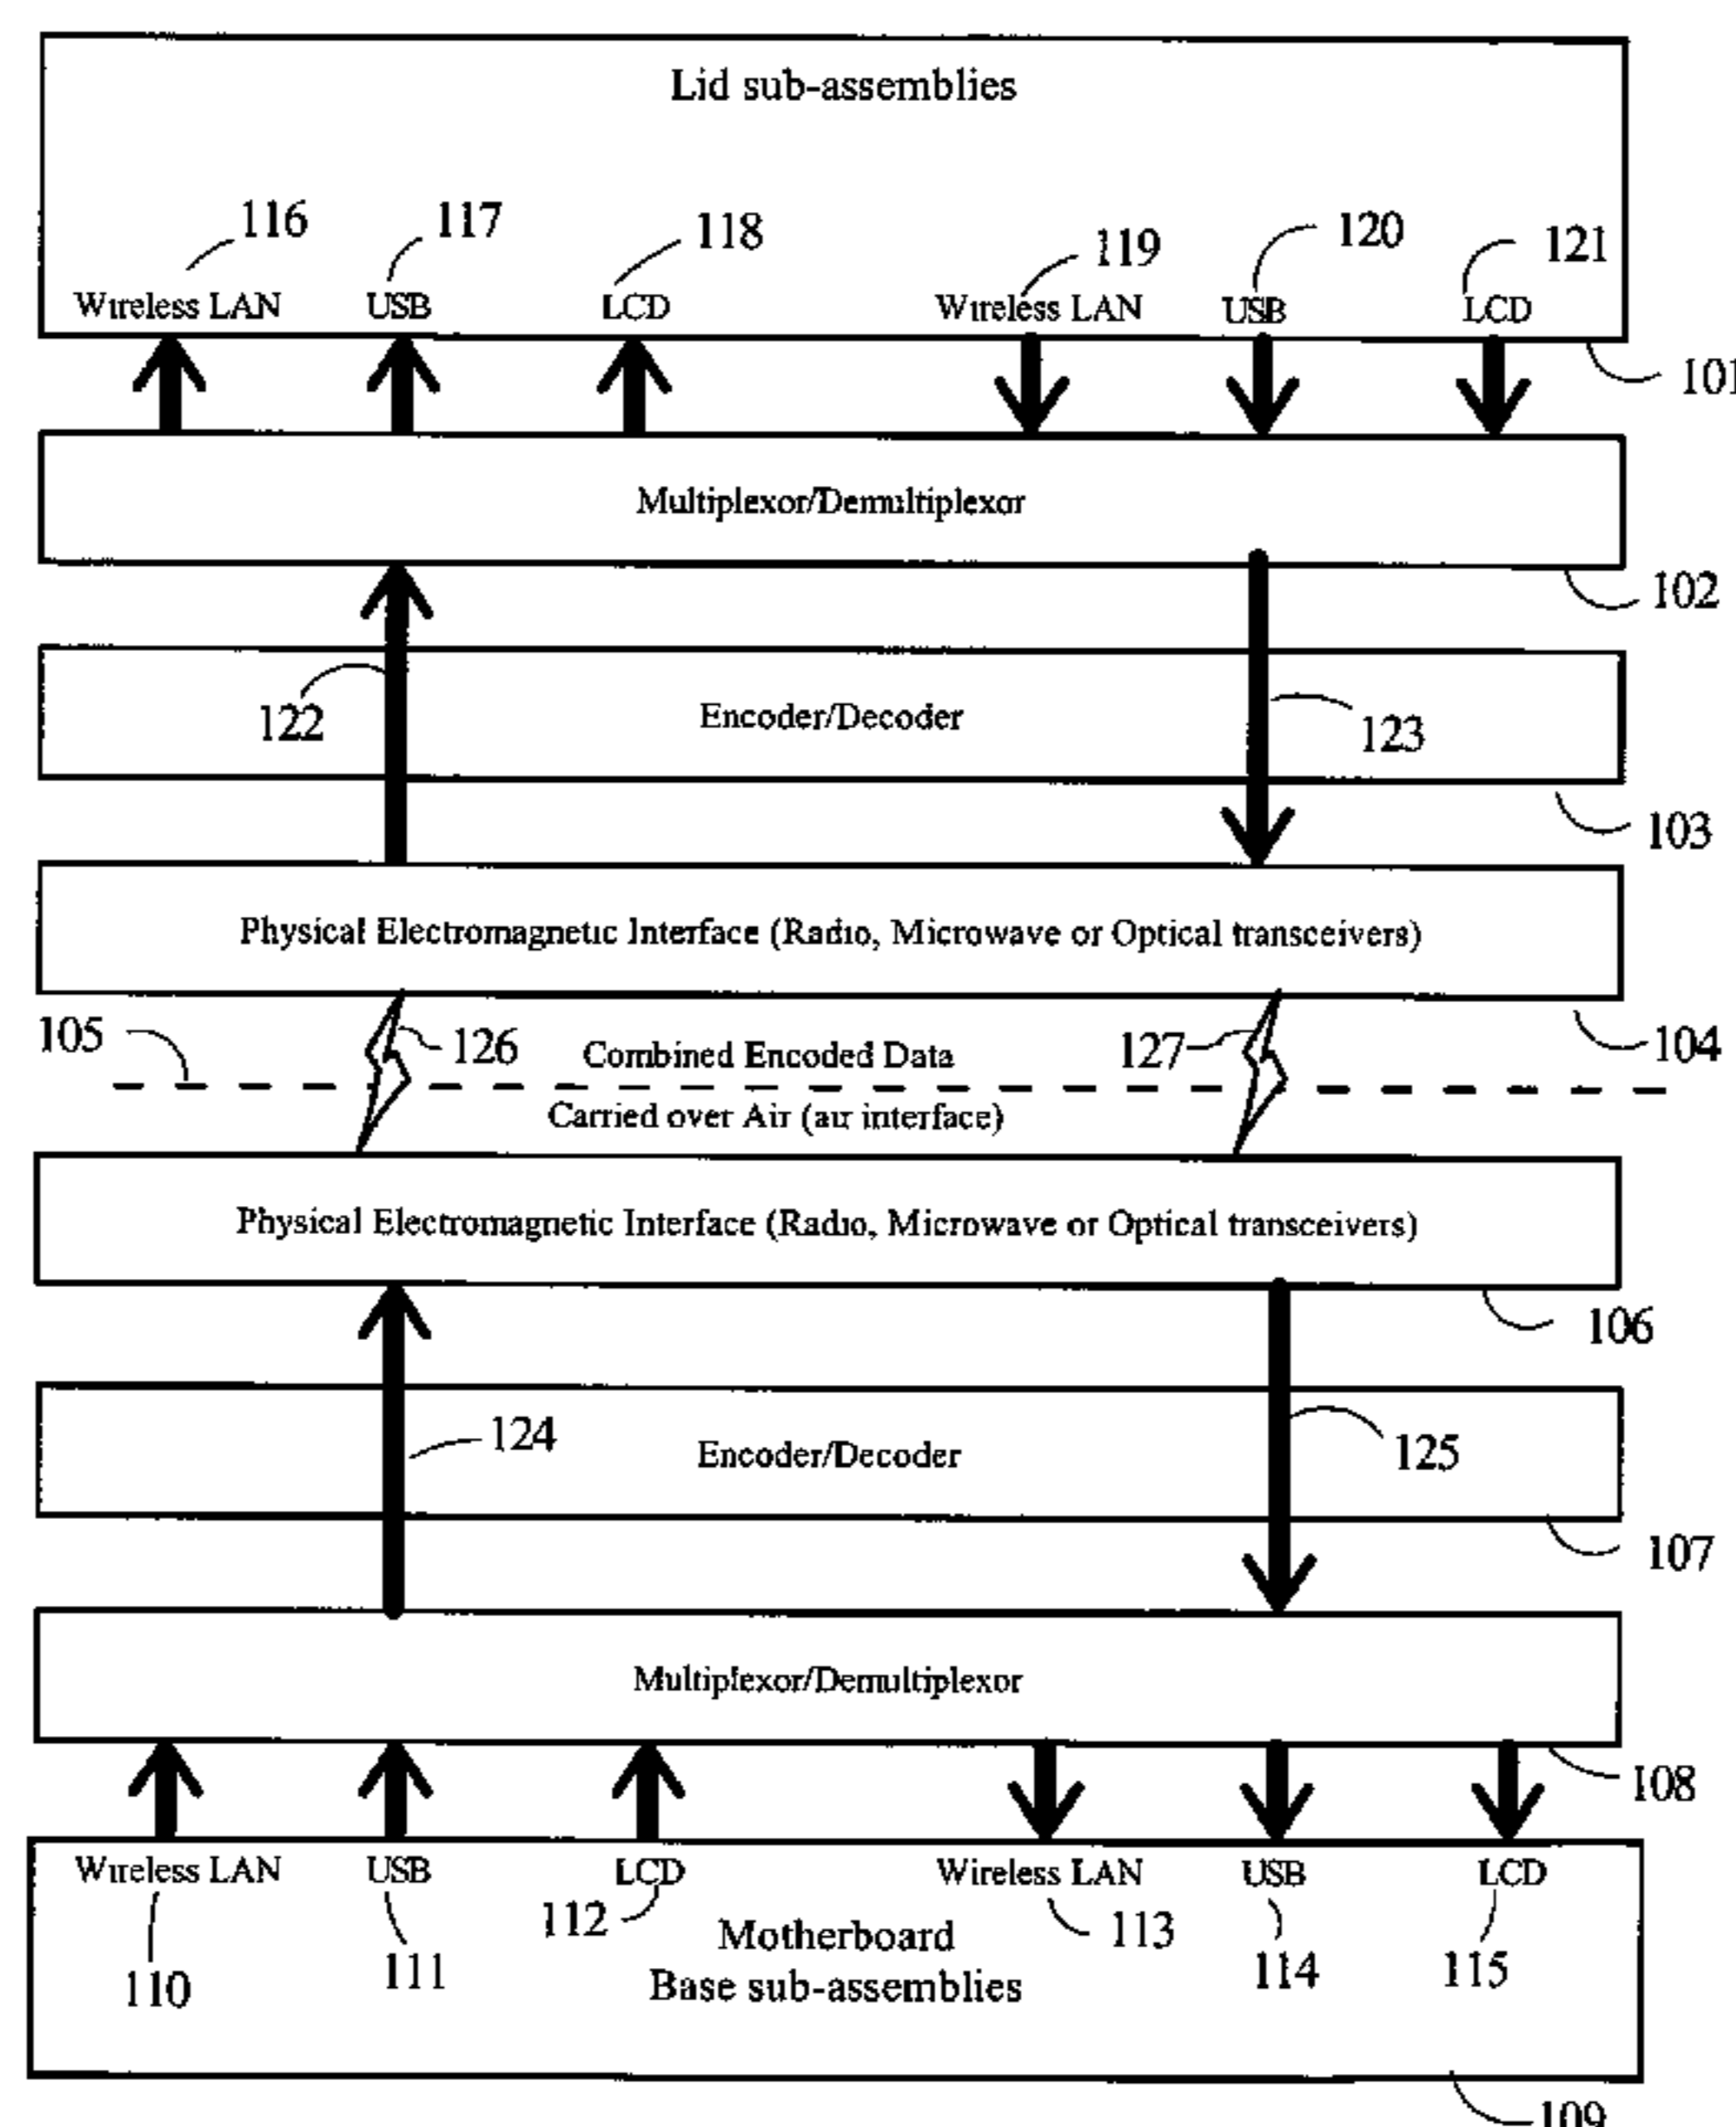 Lid sub-assemblies
116 117 118 119 120 121
Wireless LAN USB LCD Wireless LAN USB LCD
101
Multiplexor/Demultiplexor
102
Encoder/Decoder
122 123
103
Physical Electromagnetic Interface (Radio, Microwave or Optical transceivers)
105 126 Combined Encoded Data 127 104
Carried over Air (air interface)
Physical Electromagnetic Interface (Radio, Microwave or Optical transceivers)
106
124 Encoder/Decoder 125
107
Multiplexor/Demultiplexor
108
Wireless LAN USB LCD Wireless LAN USB LCD
112 Motherboard 113
110 111 Base sub-assemblies 114 115
109